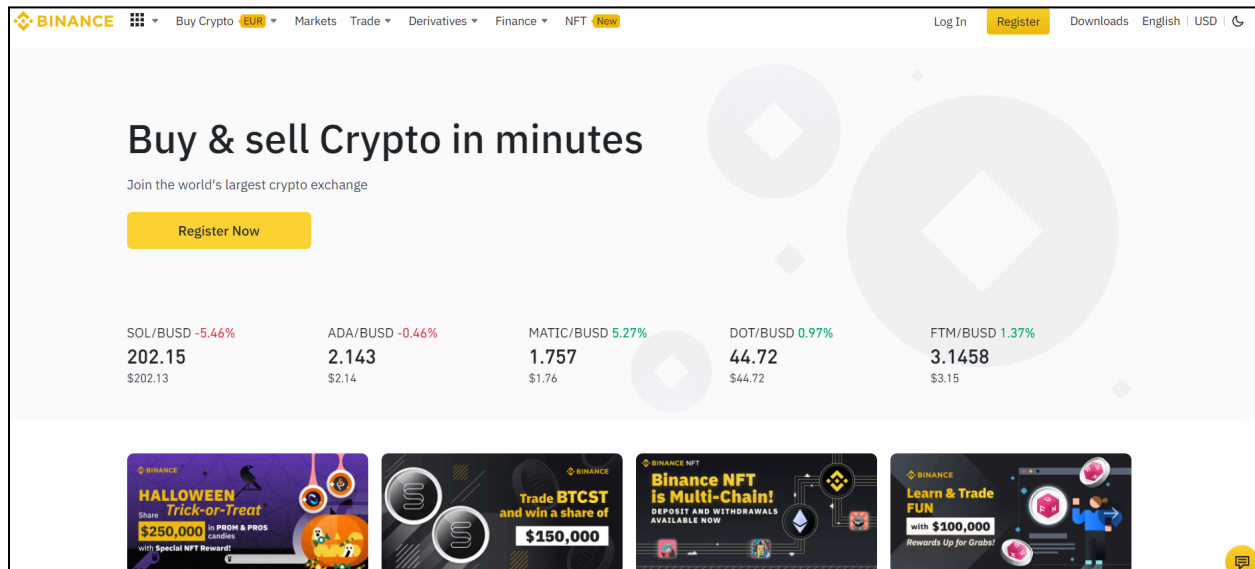 BINANCE Buy Crypto EUR Markets Trade Derivatives Finance NFT New Log In Register Downloads English USD
Buy & sell Crypto in minutes
Join the world's largest crypto exchange
Register Now
SOL/BUSD -5.46%
202.15
$202.13
ADA/BUSD -0.46%
2.143
$2.14
MATIC/BUSD 5.27%
1.757
$1.76
DOT/BUSD 0.97%
44.72
$44.72
FTM/BUSD 1.37%
3.1458
$3.15
BINANCE
HALLOWEEN
Share Trick-or-Treat
$250,000 in PROM & PROS candies
with Special NFT Reward!
BINANCE
Trade BTCST
and win a share of
$150,000
BINANCE NFT
Binance NFT
is Multi-Chain!
DEPOSIT AND WITHDRAWALS
AVAILABLE NOW
BINANCE
Learn & Trade
FUN
with $100,000
Rewards Up for Grabs!